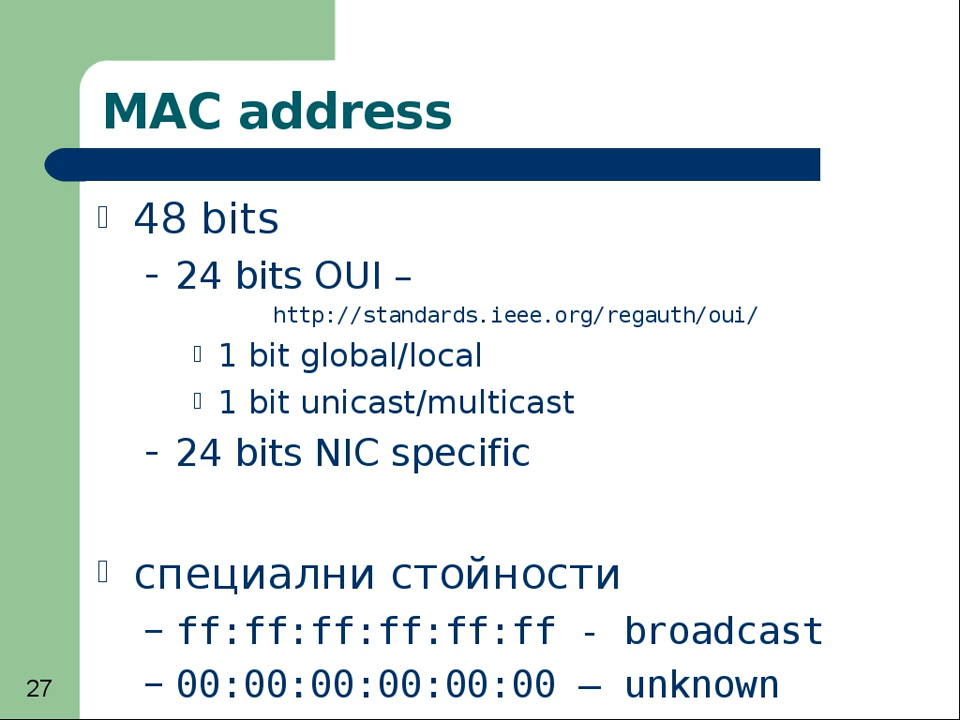 MAC address
48 bits
– 24 bits OUI –
http://standards.ieee.org/regauth/oui/
1 bit global/local
1 bit unicast/multicast
– 24 bits NIC specific
специални стойности
– ff:ff:ff:ff:ff:ff - broadcast
– 00:00:00:00:00:00 – unknown
27